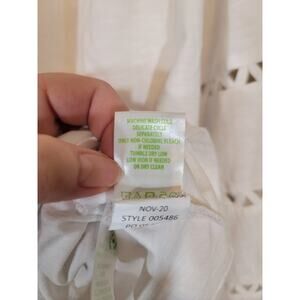 MACHINE WASH COLD
DELICATE CYCLE
ONLY NON-CHLORINE BLEACH
IF NEEDED
TUMBLE DRY LOW
LOW IRON IF NEEDED
OR DRY CLEAN
NOV-20
STYLE 005486